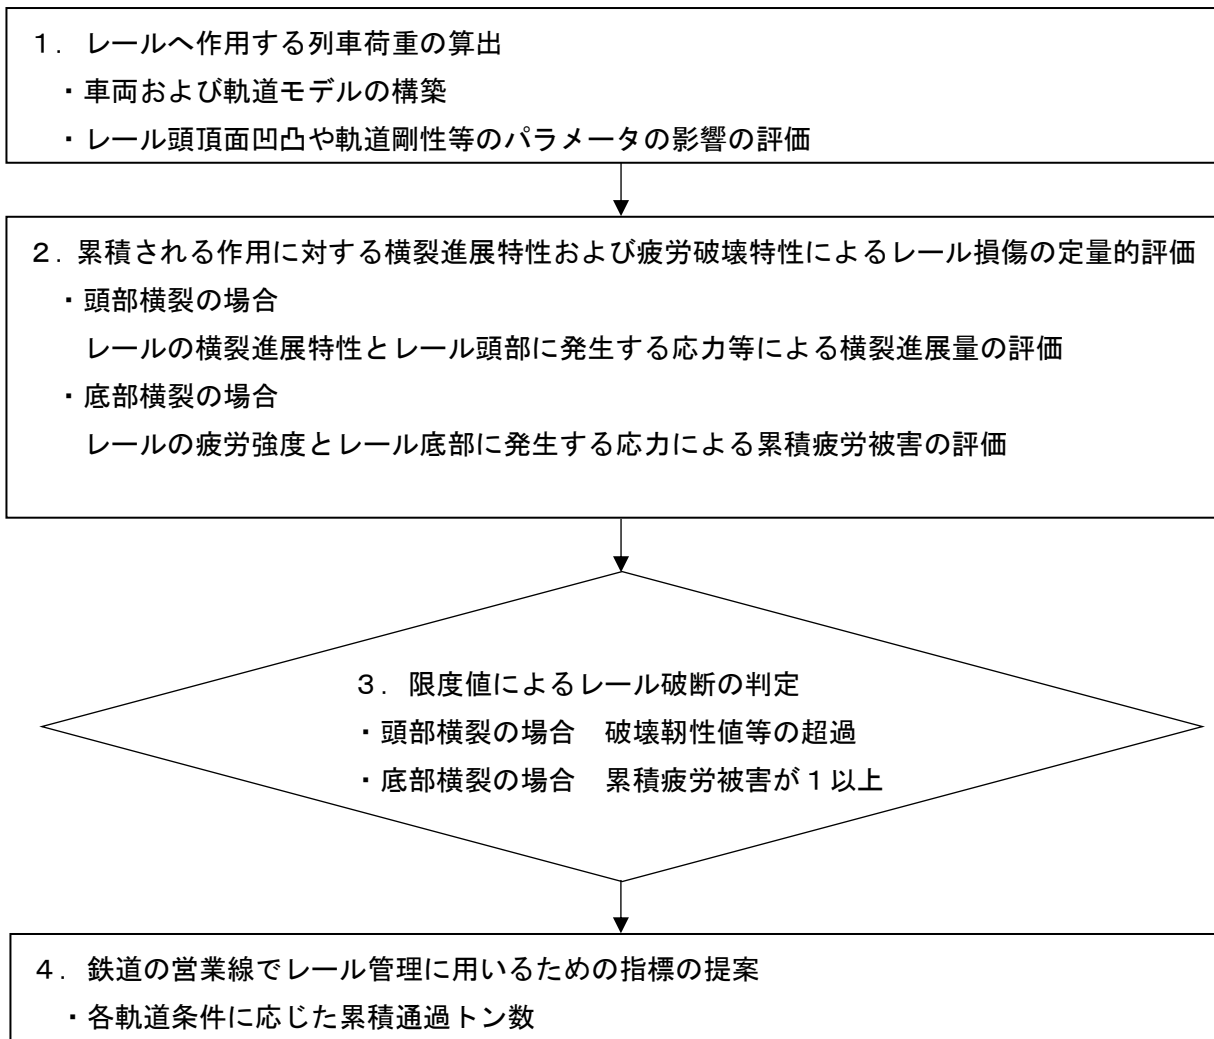 １．レールへ作用する列車荷重の算出
・車両および軌道モデルの構築
・レール頭頂面凹凸や軌道剛性等のパラメータの影響の評価
２．累積される作用に対する横裂進展特性および疲労破壊特性によるレール損傷の定量的評価
・頭部横裂の場合
レールの横裂進展特性とレール頭部に発生する応力等による横裂進展量の評価
・底部横裂の場合
レールの疲労強度とレール底部に発生する応力による累積疲労被害の評価
３．限度値によるレール破断の判定
・頭部横裂の場合　破壊靭性値等の超過
・底部横裂の場合　累積疲労被害が１以上
４．鉄道の営業線でレール管理に用いるための指標の提案
・各軌道条件に応じた累積通過トン数